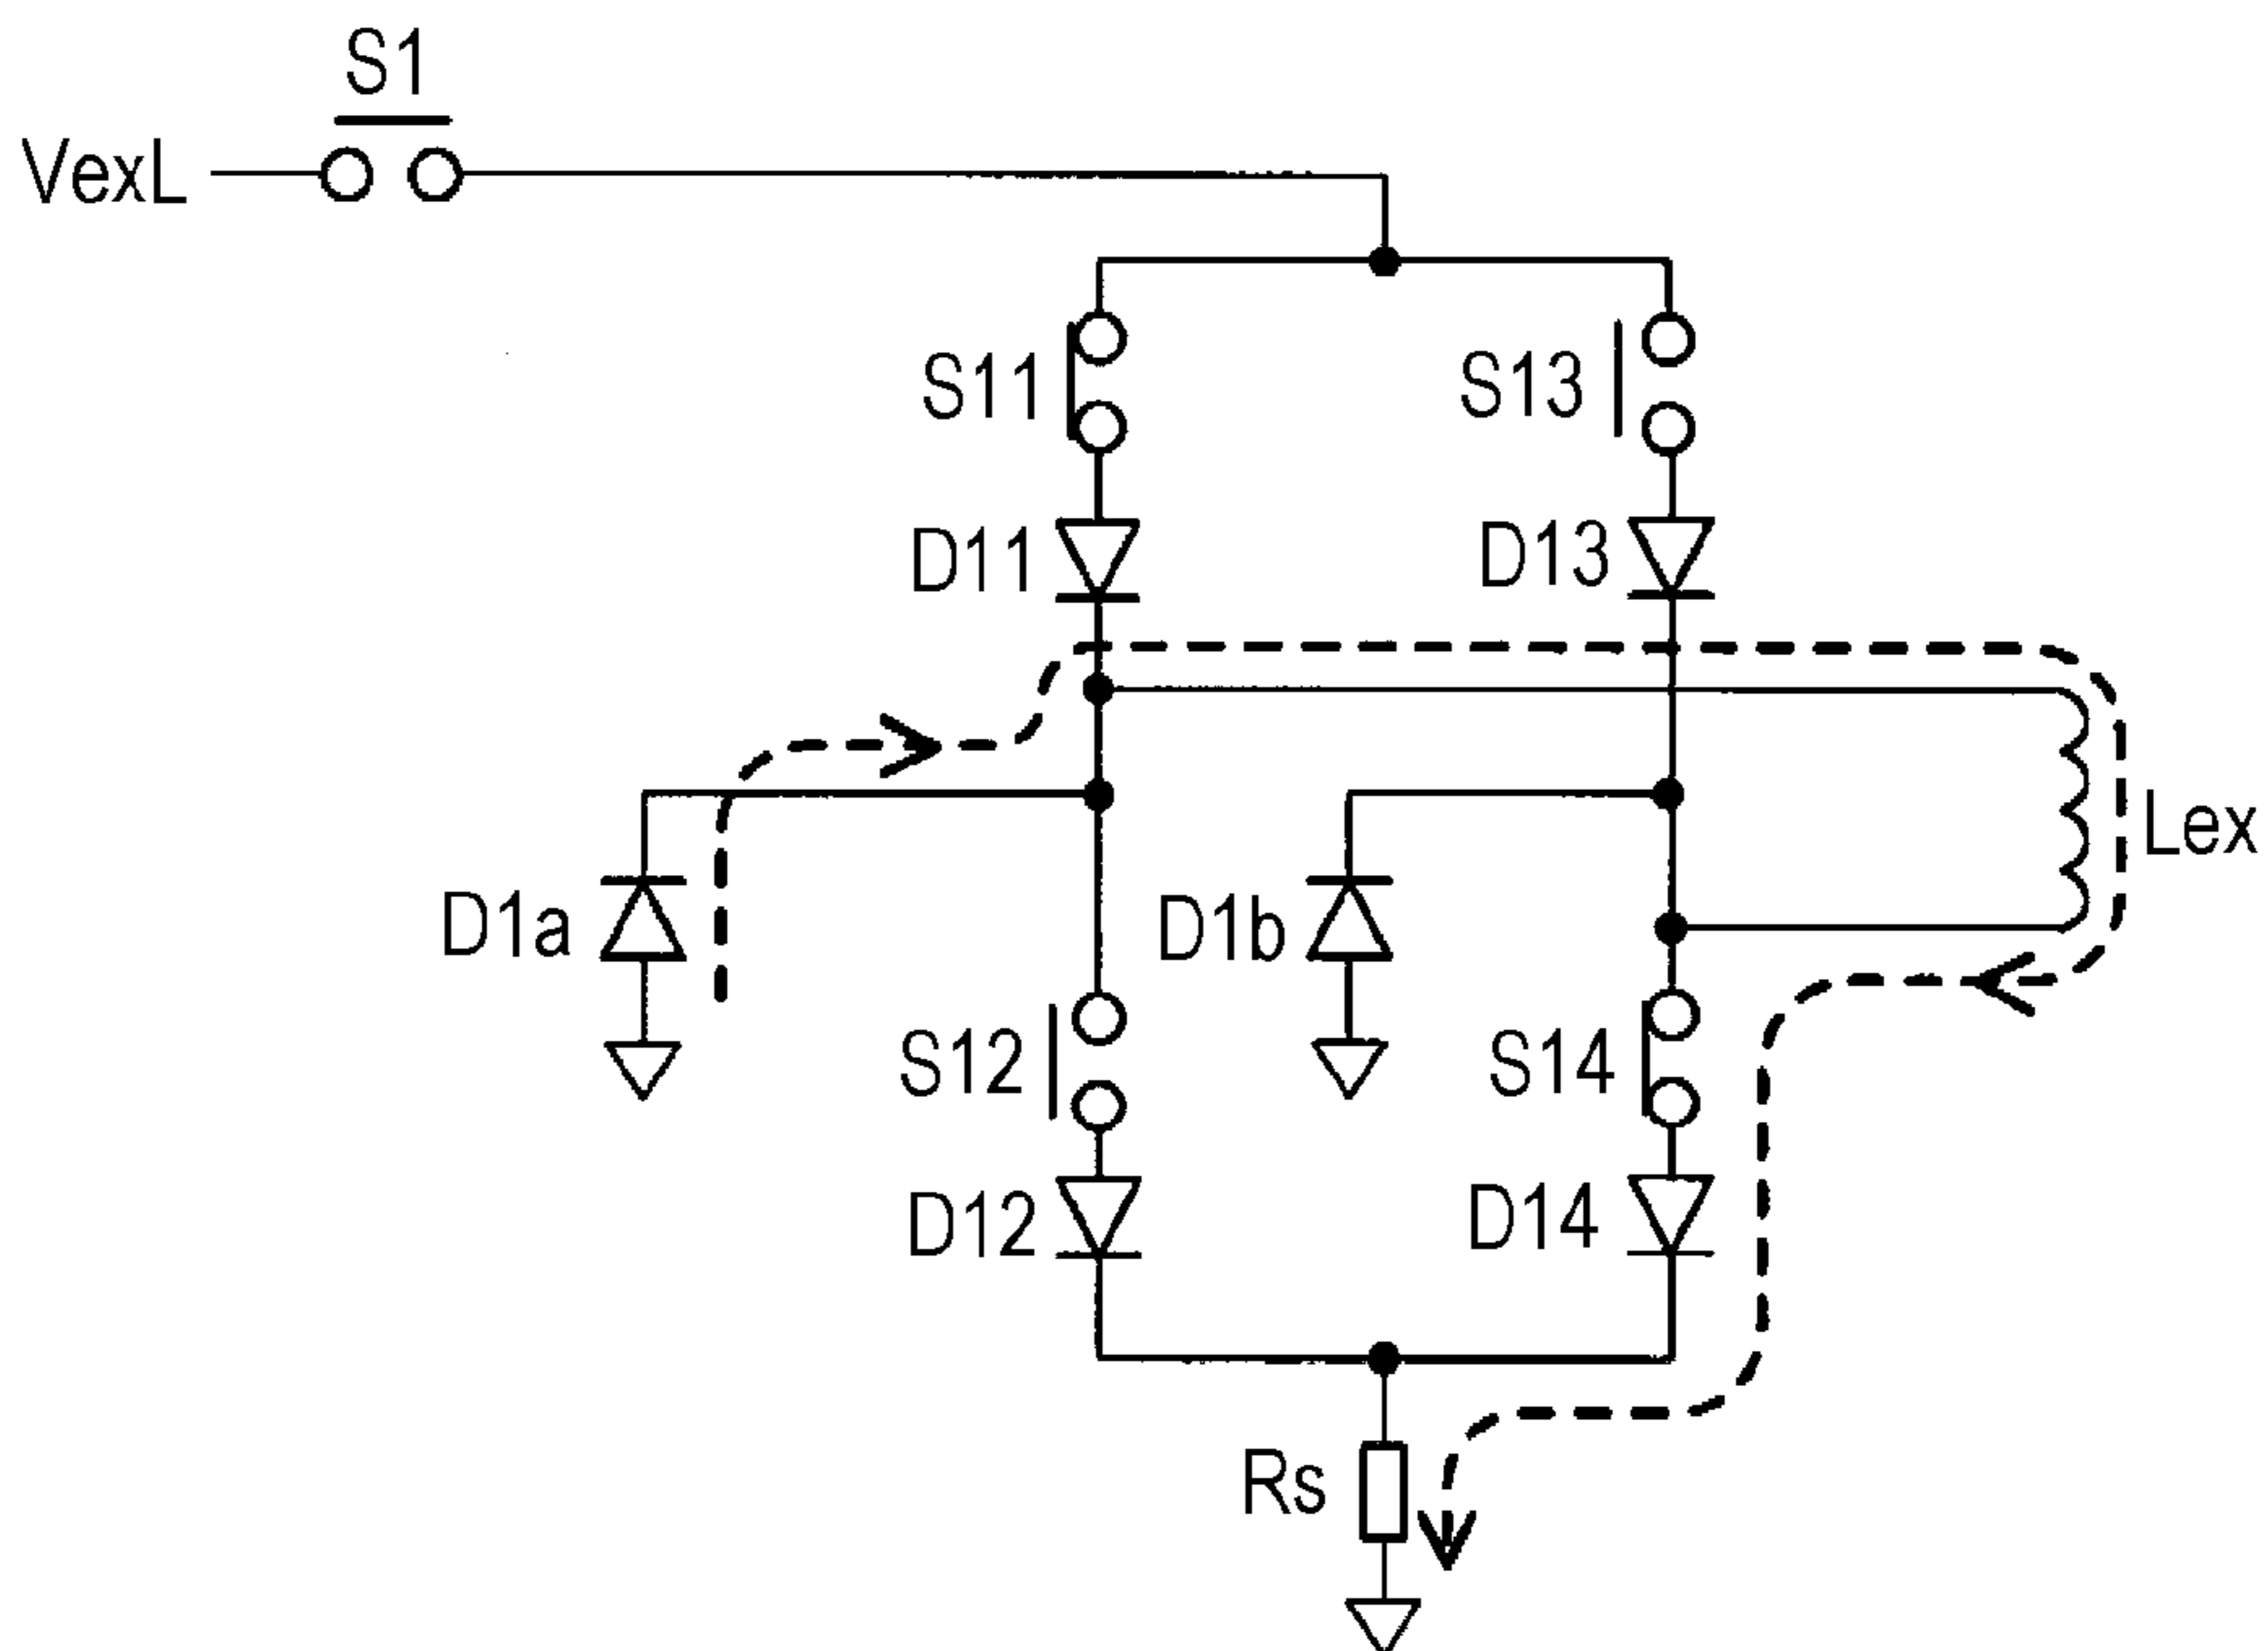 S1
VexL
S11
S13
D11
D13
Lex
D1a
D1b
S12
S14
D12
D14
Rs